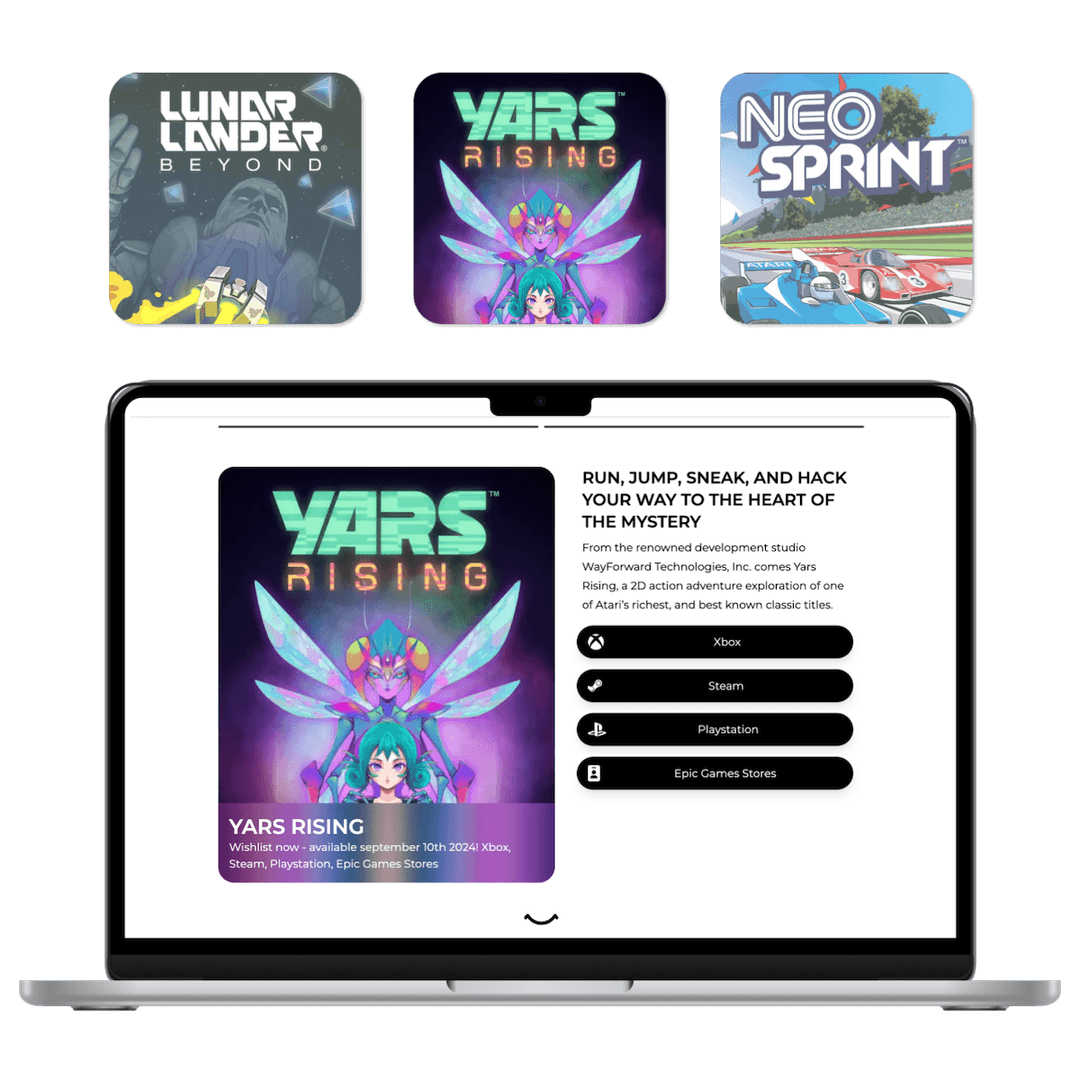 LUNAR
LANDER®
BEYOND
YARS™
RISING
NEO
SPRINT™
ATARI
3
3
YARS™
RISING
YARS RISING
Wishlist now - available september 10th 2024! Xbox,
Steam, Playstation, Epic Games Stores
RUN, JUMP, SNEAK, AND HACK
YOUR WAY TO THE HEART OF
THE MYSTERY
From the renowned development studio
WayForward Technologies, Inc. comes Yars
Rising, a 2D action adventure exploration of one
of Atari’s richest, and best known classic titles.
Xbox
Steam
Playstation
Epic Games Stores